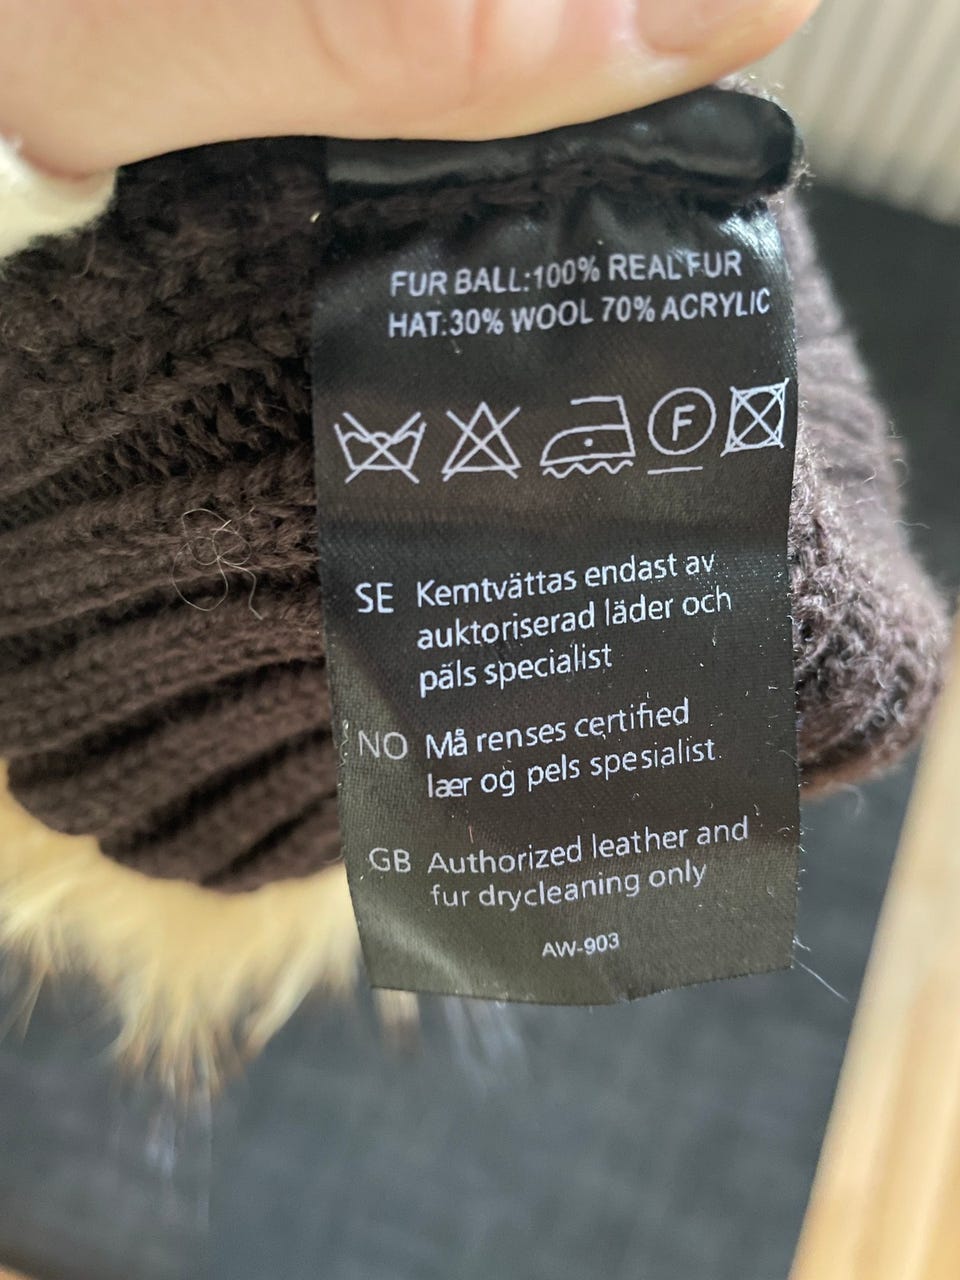 FUR BALL:100% REAL FUR
HAT:30% WOOL 70% ACRYLIC
F
SE Kemtvättas endast av
auktoriserad läder och
päls specialist
NO Må renses certified
lær og pels spesialist.
GB Authorized leather and
fur drycleaning only
AW-903